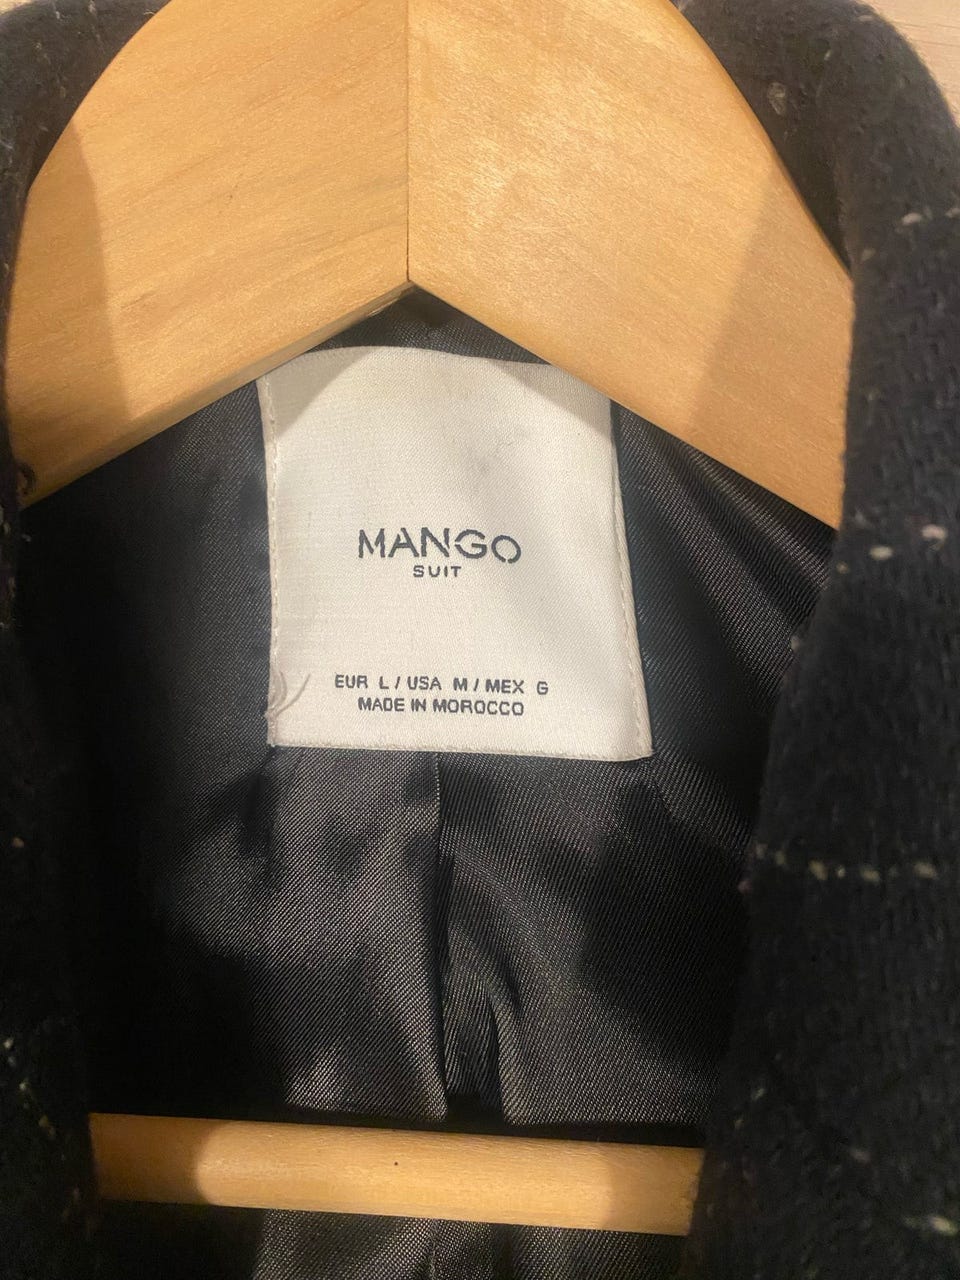 MANGO
SUIT
EUR L / USA M / MEX G
MADE IN MOROCCO